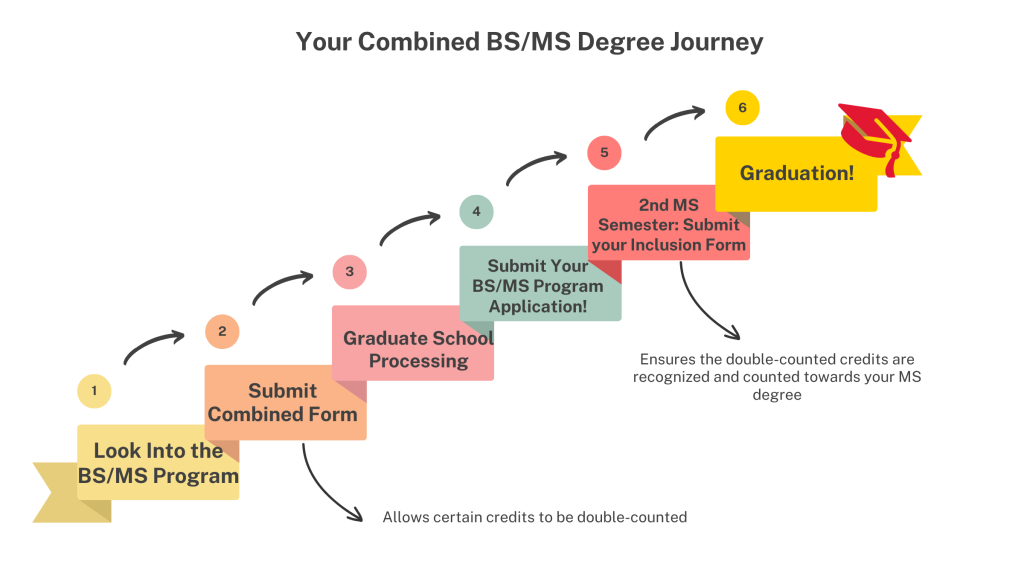 Your Combined BS/MS Degree Journey
1
Look Into the
BS/MS Program
2
Submit
Combined Form
Allows certain credits to be double-counted
3
Graduate School
Processing
4
Submit Your
BS/MS Program
Application!
5
2nd MS
Semester: Submit
your Inclusion Form
Ensures the double-counted credits are
recognized and counted towards your MS
degree
6
Graduation!